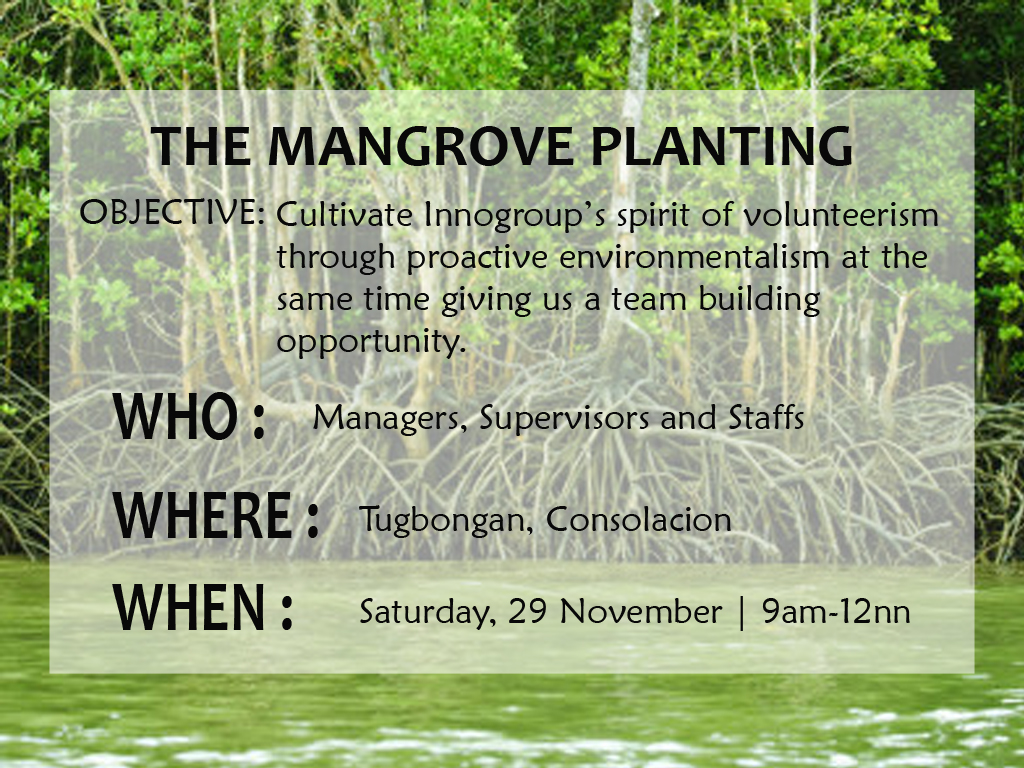 THE MANGROVE PLANTING
OBJECTIVE: Cultivate Innogroup's spirit of volunteerism
through proactive environmentalism at the
same time giving us a team building
opportunity.
WHO : Managers, Supervisors and Staffs
WHERE : Tugbongan, Consolacion
WHEN : Saturday, 29 November | 9am-12nn